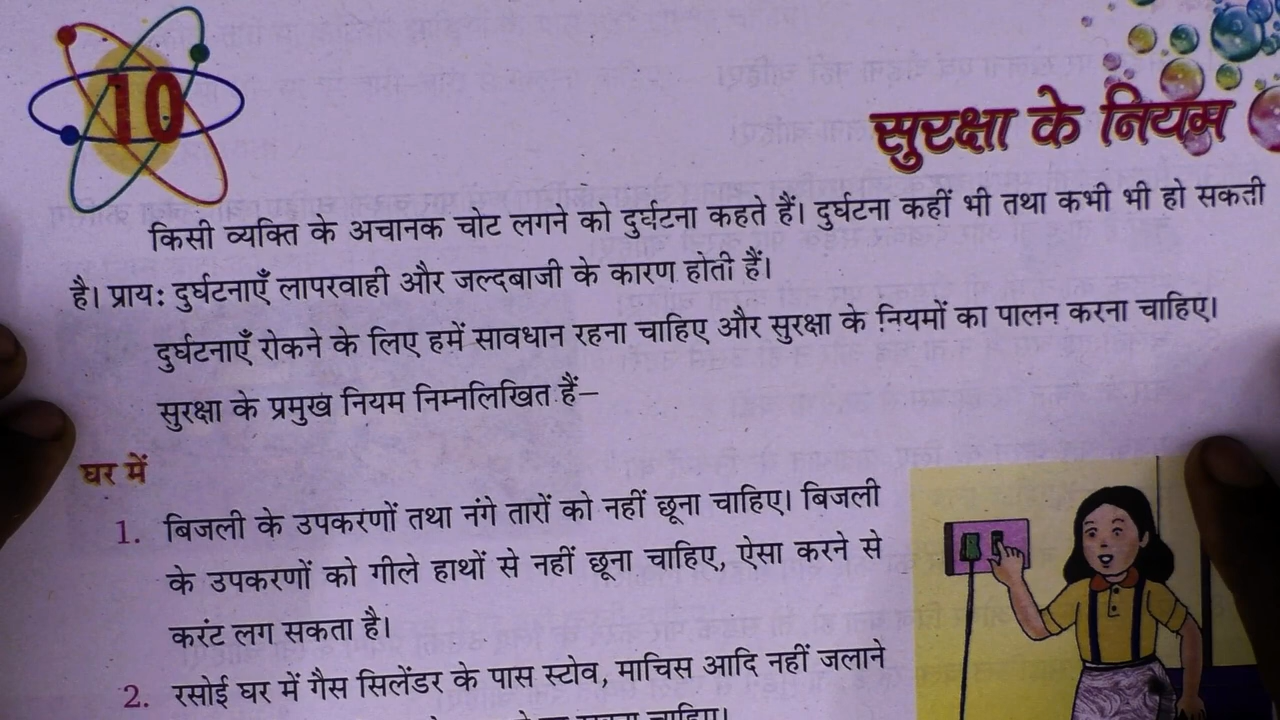 10
सुरक्षा के नियम
किसी व्यक्ति के अचानक चोट लगने को दुर्घटना कहते हैं। दुर्घटना कहीं भी तथा कभी भी हो सकती
है। प्राय: दुर्घटनाएँ लापरवाही और जल्दबाजी के कारण होती हैं।
दुर्घटनाएँ रोकने के लिए हमें सावधान रहना चाहिए और सुरक्षा के नियमों का पालन करना चाहिए।
सुरक्षा के प्रमुख नियम निम्नलिखित हैं–
घर में
1. बिजली के उपकरणों तथा नंगे तारों को नहीं छूना चाहिए। बिजली
के उपकरणों को गीले हाथों से नहीं छूना चाहिए, ऐसा करने से
करंट लग सकता है।
2. रसोई घर में गैस सिलेंडर के पास स्टोव, माचिस आदि नहीं जलाने
चाहिए।